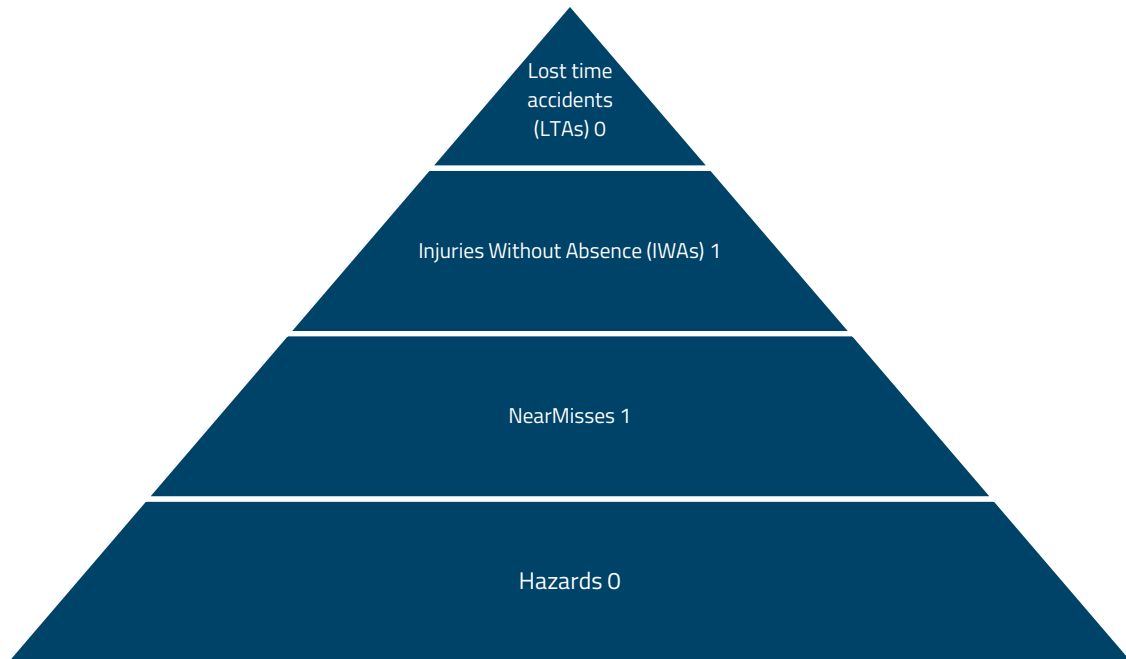 Lost time
accidents
(LTAs) 0
Injuries Without Absence (IWAs) 1
NearMisses 1
Hazards 0